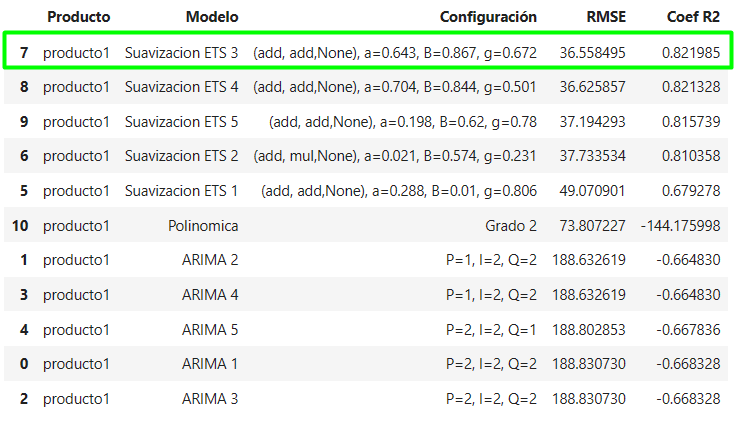 Producto Modelo Configuración RMSE Coef R2
7 producto1 Suavizacion ETS 3 (add, add,None), a=0.643, B=0.867, g=0.672 36.558495 0.821985
8 producto1 Suavizacion ETS 4 (add, add,None), a=0.704, B=0.844, g=0.501 36.625857 0.821328
9 producto1 Suavizacion ETS 5 (add, add,None), a=0.198, B=0.62, g=0.78 37.194293 0.815739
6 producto1 Suavizacion ETS 2 (add, mul,None), a=0.021, B=0.574, g=0.231 37.733534 0.810358
5 producto1 Suavizacion ETS 1 (add, add,None), a=0.288, B=0.01, g=0.806 49.070901 0.679278
10 producto1 Polinomica Grado 2 73.807227 -144.175998
1 producto1 ARIMA 2 P=1, I=2, Q=2 188.632619 -0.664830
3 producto1 ARIMA 4 P=1, I=2, Q=2 188.632619 -0.664830
4 producto1 ARIMA 5 P=2, I=2, Q=1 188.802853 -0.667836
0 producto1 ARIMA 1 P=2, I=2, Q=2 188.830730 -0.668328
2 producto1 ARIMA 3 P=2, I=2, Q=2 188.830730 -0.668328